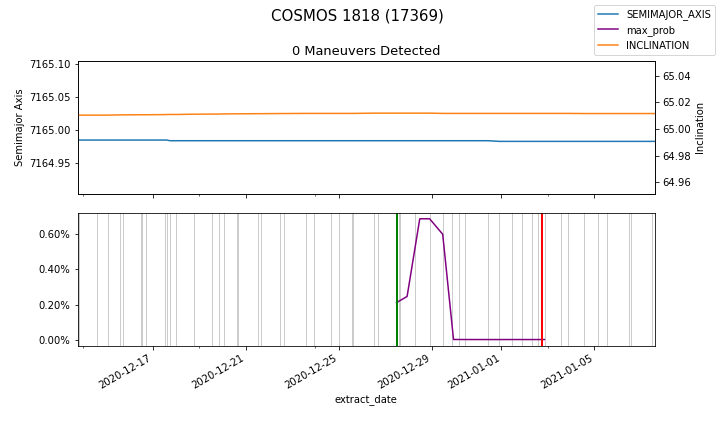 COSMOS 1818 (17369)
SEMIMAJOR_AXIS
max_prob
INCLINATION
0 Maneuvers Detected
7165.10
7165.05
7165.00
7164.95
Semimajor Axis
65.04
65.02
65.00
64.98
64.96
Inclination
0.60%
0.40%
0.20%
0.00%
2020-12-17
2020-12-21
2020-12-25
2020-12-29
2021-01-01
2021-01-05
extract_date